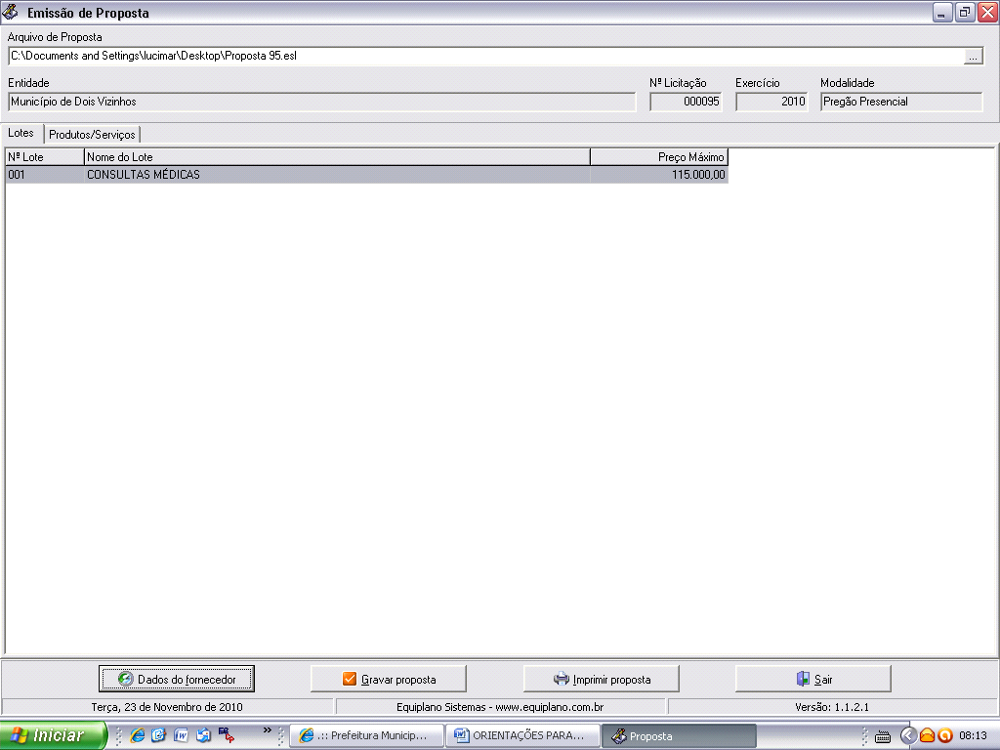 Emissão de Proposta
Arquivo de Proposta
C:\Documents and Settings\lucimar\Desktop\Proposta 95.esl
...
Entidade Nº Licitação Exercício Modalidade
Município de Dois Vizinhos 000095 2010 Pregão Presencial
Lotes Produtos/Serviços
Nº Lote Nome do Lote Preço Máximo
001 CONSULTAS MÉDICAS 115.000,00
Dados do fornecedor Gravar proposta Imprimir proposta Sair
Terça, 23 de Novembro de 2010 Equiplano Sistemas - www.equiplano.com.br Versão: 1.1.2.1
Iniciar » .:: Prefeitura Municip... ORIENTAÇÕES PARA... Proposta 08:13